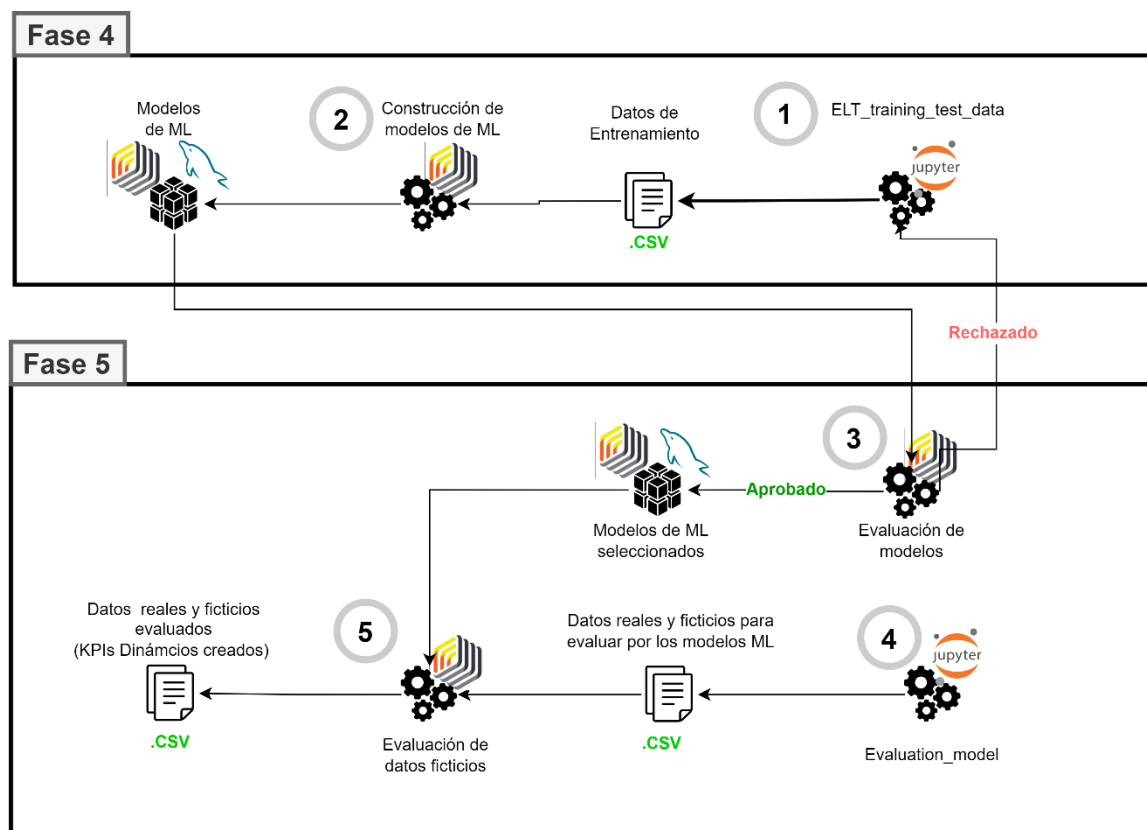 Fase 4
Modelos
de ML
2
Construcción de
modelos de ML
Datos de
Entrenamiento
1
ELT_training_test_data
jupyter
.CSV
Rechazado
Fase 5
3
Aprobado
Modelos de ML
seleccionados
Evaluación de
modelos
Datos reales y ficticios
evaluados
(KPIs Dinámcios creados)
5
Datos reales y ficticios para
evaluar por los modelos ML
4
jupyter
.CSV
Evaluación de
datos ficticios
.CSV
Evaluation_model